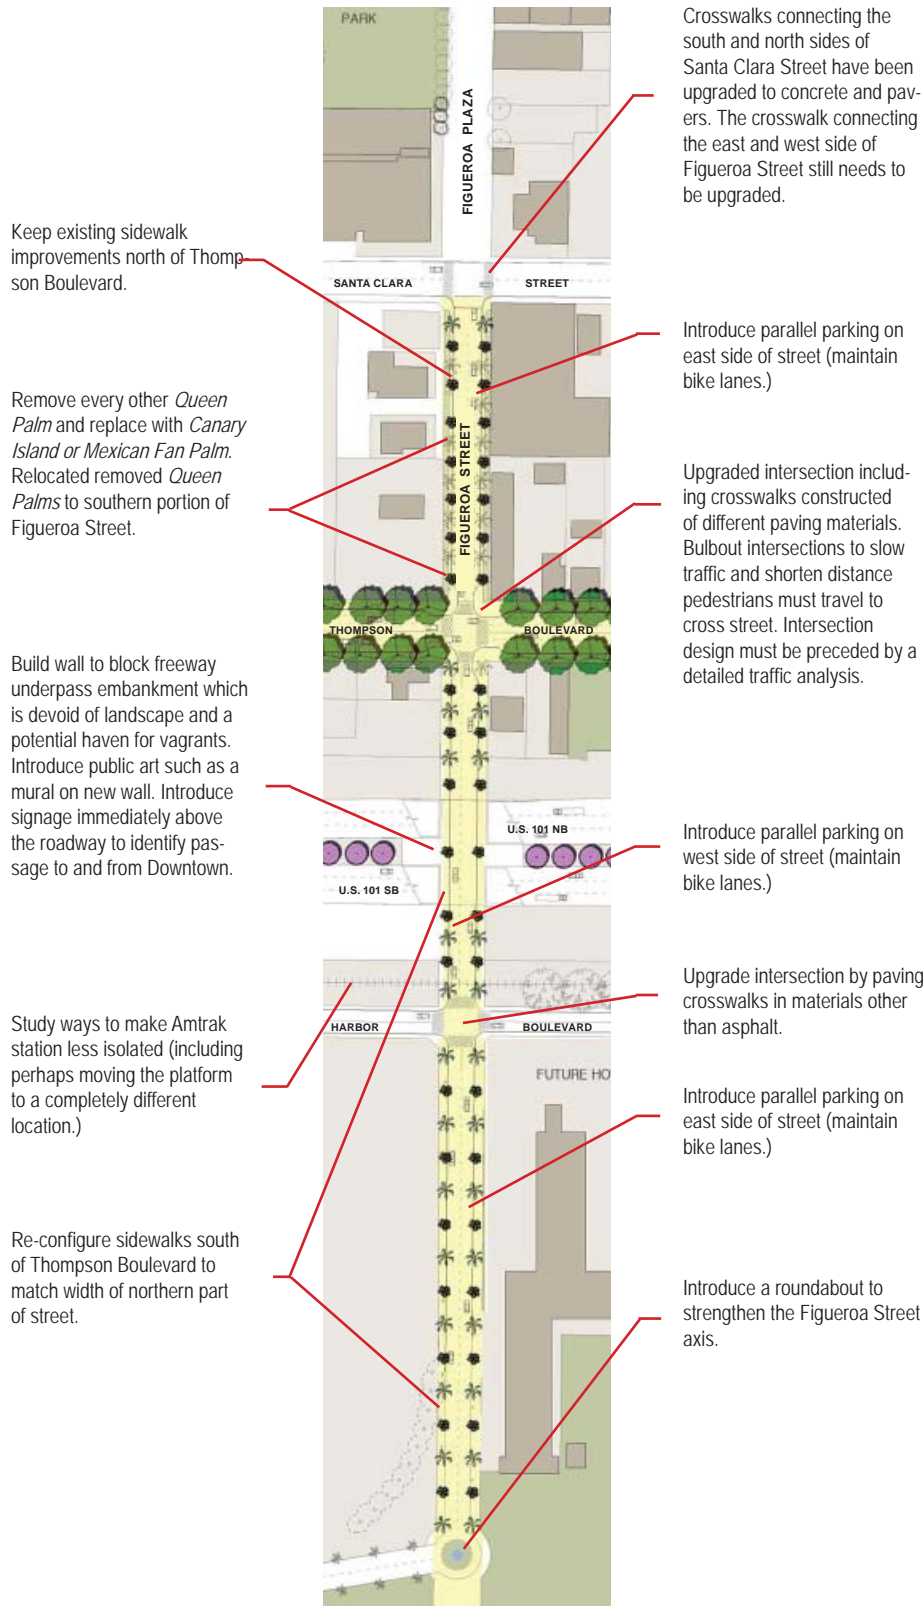 PARK
FIGUEROA PLAZA
Crosswalks connecting the
south and north sides of
Santa Clara Street have been
upgraded to concrete and pav-
ers. The crosswalk connecting
the east and west side of
Figueroa Street still needs to
be upgraded.
Keep existing sidewalk
improvements north of Thomp-
son Boulevard.
SANTA CLARA STREET
Introduce parallel parking on
east side of street (maintain
bike lanes.)
Remove every other Queen
Palm and replace with Canary
Island or Mexican Fan Palm.
Relocated removed Queen
Palms to southern portion of
Figueroa Street.
FIGUEROA STREET
Upgraded intersection includ-
ing crosswalks constructed
of different paving materials.
Bulbout intersections to slow
traffic and shorten distance
pedestrians must travel to
cross street. Intersection
design must be preceded by a
detailed traffic analysis.
THOMPSON BOULEVARD
Build wall to block freeway
underpass embankment which
is devoid of landscape and a
potential haven for vagrants.
Introduce public art such as a
mural on new wall. Introduce
signage immediately above
the roadway to identify pas-
sage to and from Downtown.
U.S. 101 NB
U.S. 101 SB
Introduce parallel parking on
west side of street (maintain
bike lanes.)
Upgrade intersection by paving
crosswalks in materials other
than asphalt.
Study ways to make Amtrak
station less isolated (including
perhaps moving the platform
to a completely different
location.)
HARBOR BOULEVARD
FUTURE HO
Introduce parallel parking on
east side of street (maintain
bike lanes.)
Re-configure sidewalks south
of Thompson Boulevard to
match width of northern part
of street.
Introduce a roundabout to
strengthen the Figueroa Street
axis.